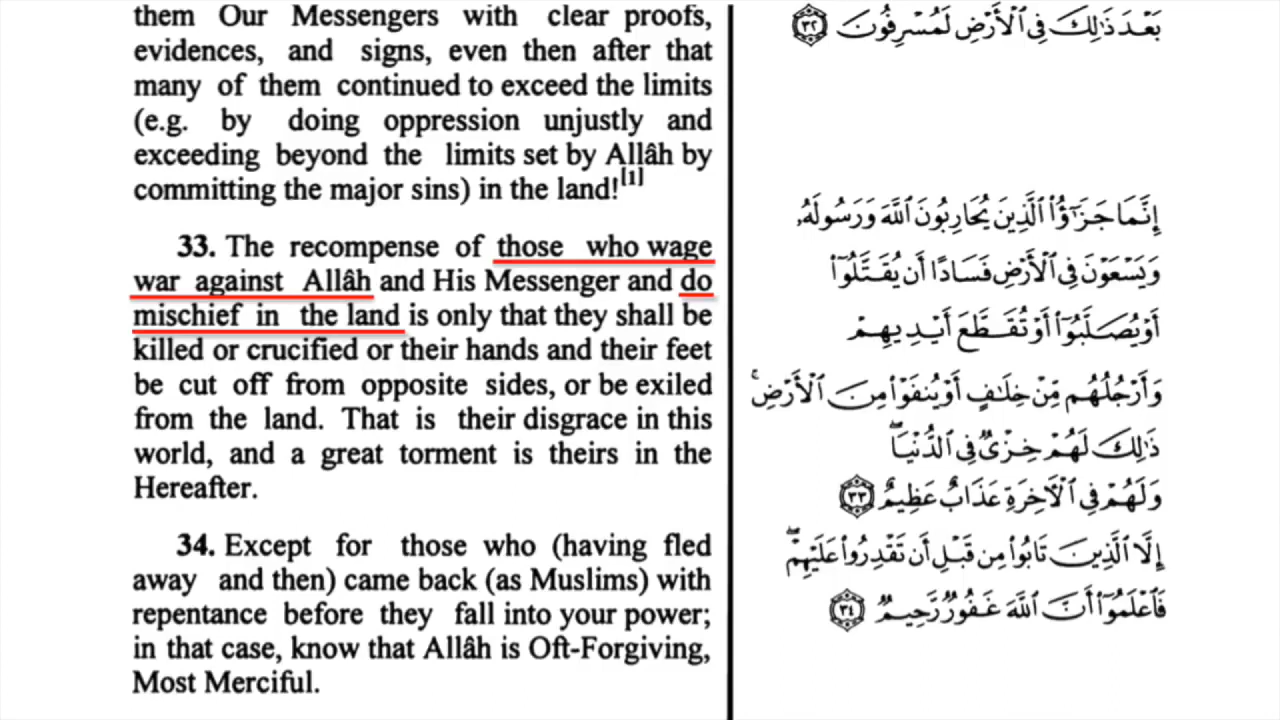 them Our Messengers with clear proofs,
evidences, and signs, even then after that
many of them continued to exceed the limits
(e.g. by doing oppression unjustly and
exceeding beyond the limits set by Allâh by
committing the major sins) in the land![1]
33. The recompense of those who wage
war against Allâh and His Messenger and do
mischief in the land is only that they shall be
killed or crucified or their hands and their feet
be cut off from opposite sides, or be exiled
from the land. That is their disgrace in this
world, and a great torment is theirs in the
Hereafter.
34. Except for those who (having fled
away and then) came back (as Muslims) with
repentance before they fall into your power;
in that case, know that Allâh is Oft-Forgiving,
Most Merciful.
بَعْدَ ذَٰلِكَ فِى ٱلْأَرْضِ لَمُسْرِفُونَ ٣٢
إِنَّمَا جَزَٰٓؤُا۟ ٱلَّذِينَ يُحَارِبُونَ ٱللَّهَ وَرَسُولَهُۥ
وَيَسْعَوْنَ فِى ٱلْأَرْضِ فَسَادًا أَن يُقَتَّلُوٓا۟
أَوْ يُصَلَّبُوٓا۟ أَوْ تُقَطَّعَ أَيْدِيهِمْ
وَأَرْجُلُهُم مِّنْ خِلَٰفٍ أَوْ يُنفَوْا۟ مِنَ ٱلْأَرْضِ ۚ
ذَٰلِكَ لَهُمْ خِزْىٌ فِى ٱلدُّنْيَا ۖ
وَلَهُمْ فِى ٱلْءَاخِرَةِ عَذَابٌ عَظِيمٌ ٣٣
إِلَّا ٱلَّذِينَ تَابُوا۟ مِن قَبْلِ أَن تَقْدِرُوا۟ عَلَيْهِمْ ۖ
فَٱعْلَمُوٓا۟ أَنَّ ٱللَّهَ غَفُورٌ رَّحِيمٌ ٣٤